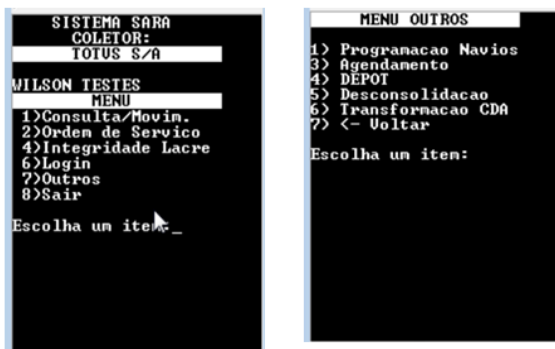 SISTEMA SARA
COLETOR:
TOTVS S/A
WILSON TESTES
MENU
1)Consulta/Movim.
2)Ordem de Servico
4)Integridade Lacre
6)Login
7)Outros
8)Sair
Escolha um item:_
MENU OUTROS
1) Programacao Navios
3) Agendamento
4) DEPOT
5) Desconsolidacao
6) Transformacao CDA
7) <- Voltar
Escolha um item: